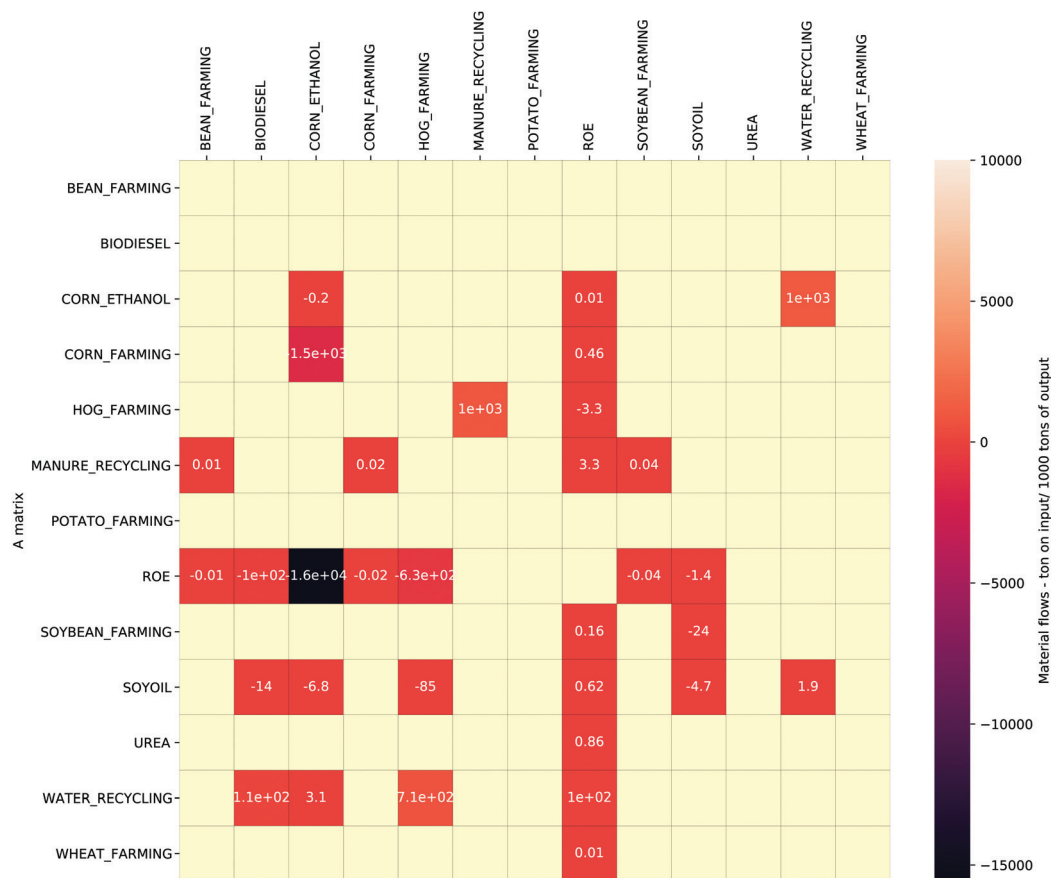 BEAN_FARMING
BIODIESEL
CORN_ETHANOL
CORN_FARMING
HOG_FARMING
MANURE_RECYCLING
POTATO_FARMING
ROE
SOYBEAN_FARMING
SOYOIL
UREA
WATER_RECYCLING
WHEAT_FARMING
BEAN_FARMING
BIODIESEL
CORN_ETHANOL -0.2 0.01 1e+03
CORN_FARMING -1.5e+03 0.46
HOG_FARMING 1e+03 -3.3
MANURE_RECYCLING 0.01 0.02 3.3 0.04
POTATO_FARMING
ROE -0.01 -1e+02 -1.6e+04 -0.02 -6.3e+02 -0.04 -1.4
SOYBEAN_FARMING 0.16 -24
SOYOIL -14 -6.8 -85 0.62 -4.7 1.9
UREA 0.86
WATER_RECYCLING 1.1e+02 3.1 7.1e+02 1e+02
WHEAT_FARMING 0.01
A matrix
10000
5000
0
−5000
−10000
−15000
Material flows - ton on input/ 1000 tons of output